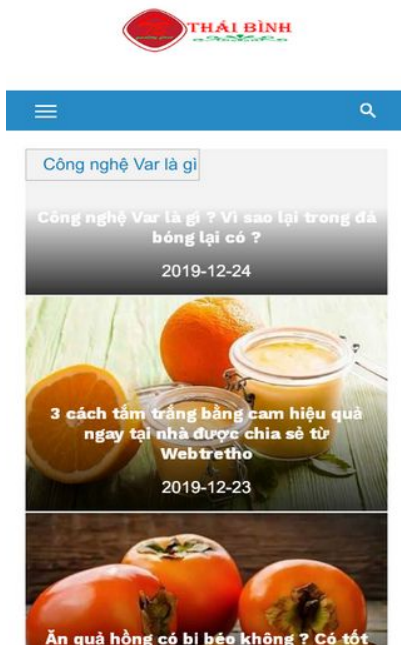 THÁI BÌNH
Công nghệ Var là gì
Công nghệ Var là gì ? Vì sao lại trong đá
bóng lại có ?
2019-12-24
3 cách tắm trắng bằng cam hiệu quả
ngay tại nhà được chia sẻ từ
Webtretho
2019-12-23
Ăn quả hồng có bị béo không ? Có tốt